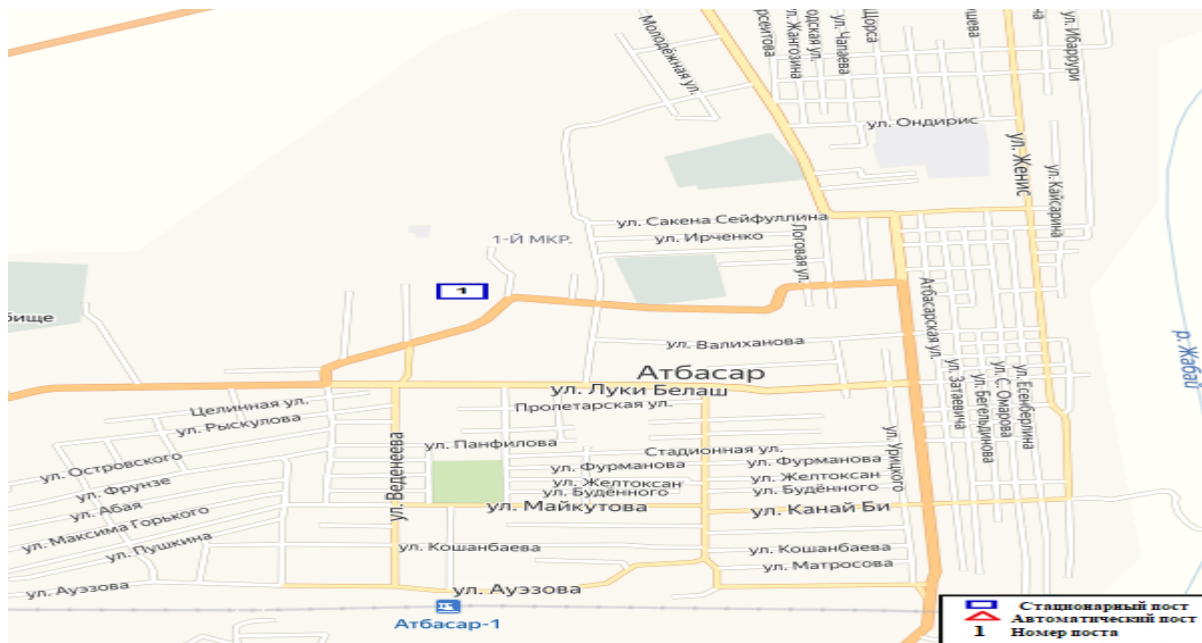 Молодёжная ул.
ул. Жангозина
ул. Чапаева
Щорса
ул. Ибаррури
ул. Ондирис
ул. Женис
ул. Кайсарина
ул. Сакена Сейфуллина
ул. Ирченко
Логовая ул.
1-Й МКР.
1
бище
ул. Валиханова
Атбасарская ул.
р. Жабай
Атбасар
ул. Луки Белаш
Пролетарская ул.
Целинная ул.
ул. Рыскулова
ул. Затаевича
ул. Бегельдинова
ул. С. Омарова
ул. Есенберлина
ул. Веденеева
ул. Панфилова
Стадионная ул.
ул. Урицкого
ул. Островского
ул. Фурманова
ул. Фурманова
ул. Фрунзе
ул. Желтоксан
ул. Желтоксан
ул. Будённого
ул. Будённого
ул. Абая
ул. Майкутова
ул. Канай Би
ул. Максима Горького
ул. Пушкина
ул. Кошанбаева
ул. Кошанбаева
ул. Матросова
ул. Ауэзова
ул. Ауэзова
Атбасар-1
Стационарный пост
Автоматический пост
1 Номер поста